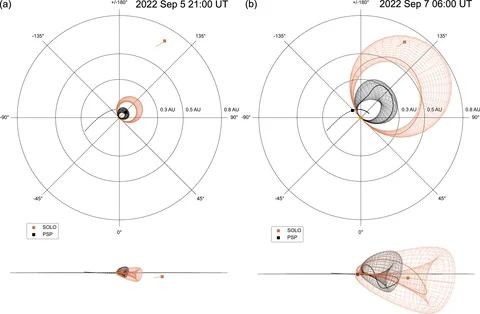 (a)
2022 Sep 5 21:00 UT
+/-180°
-135°
135°
-90°
0.3 AU
0.5 AU
0.8 AU
90°
-45°
45°
0°
SOLO
PSP
(b)
2022 Sep 7 06:00 UT
+/-180°
-135°
135°
-90°
0.3 AU
0.5 AU
0.8 AU
90°
-45°
45°
0°
SOLO
PSP